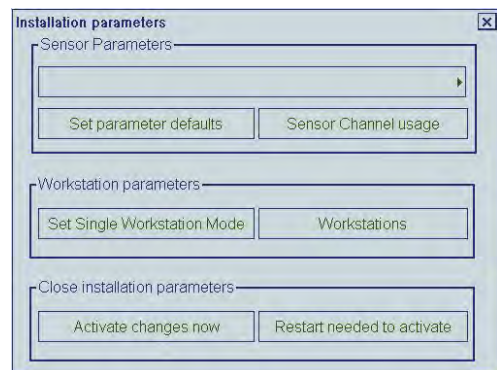 Installation parameters
Sensor Parameters
Set parameter defaults
Sensor Channel usage
Workstation parameters
Set Single Workstation Mode
Workstations
Close installation parameters
Activate changes now
Restart needed to activate